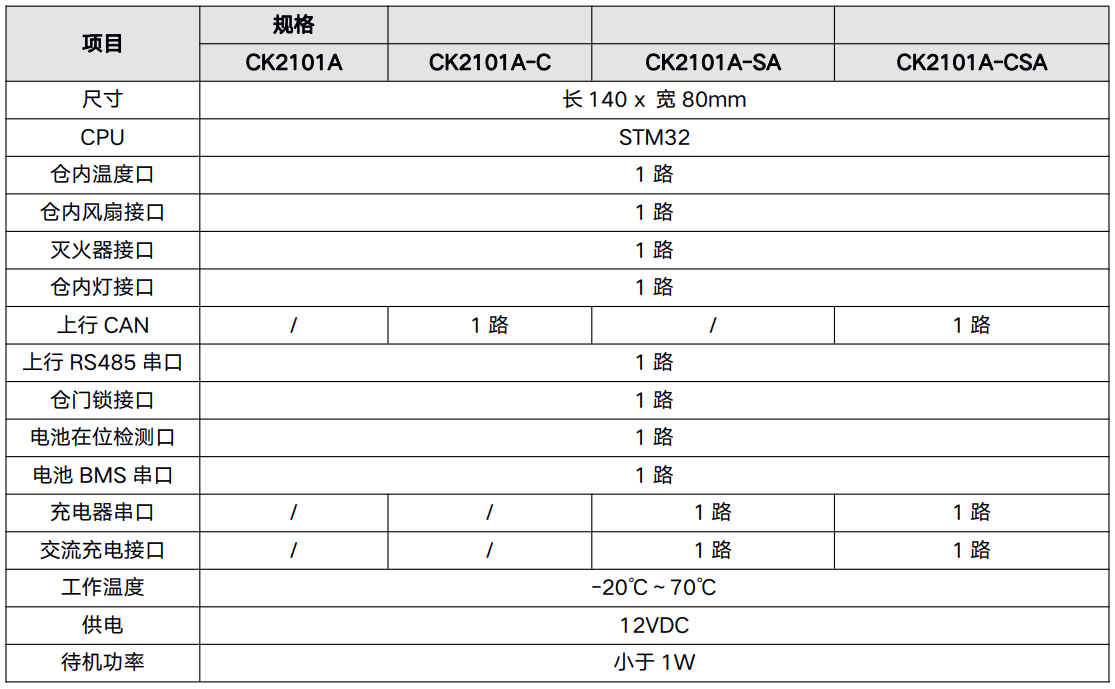 项目 规格
CK2101A CK2101A-C CK2101A-SA CK2101A-CSA
尺寸 长 140 x 宽 80mm
CPU STM32
仓内温度口 1 路
仓内风扇接口 1 路
灭火器接口 1 路
仓内灯接口 1 路
上行 CAN / 1 路 / 1 路
上行 RS485 串口 1 路
仓门锁接口 1 路
电池在位检测口 1 路
电池 BMS 串口 1 路
充电器串口 / / 1 路 1 路
交流充电接口 / / 1 路 1 路
工作温度 -20℃ ~ 70℃
供电 12VDC
待机功率 小于 1W